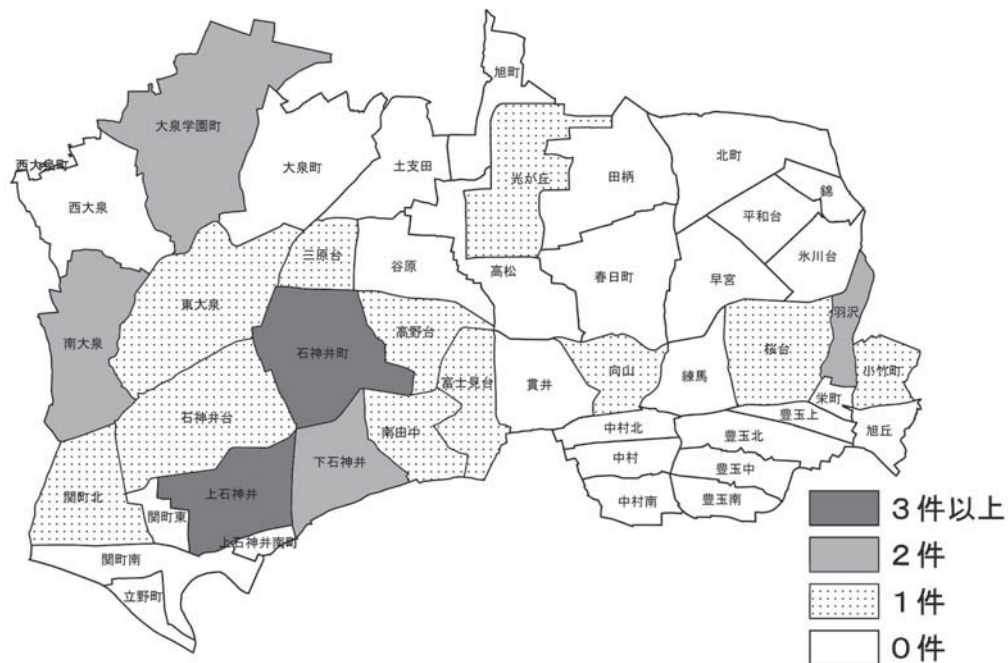 旭町
大泉学園町
北町
西大泉町
大泉町
土支田
光が丘
田柄
錦
西大泉
平和台
三原台
谷原
高松
春日町
早宮
氷川台
東大泉
羽沢
南大泉
石神井町
高野台
桜台
小竹町
富士見台
貫井
向山
練馬
栄町
石神井台
南田中
豊玉上
旭丘
中村北
豊玉北
下石神井
中村
豊玉中
関町北
上石神井
中村南
豊玉南
関町東
上石神井南町
関町南
立野町
3件以上
2件
1件
0件